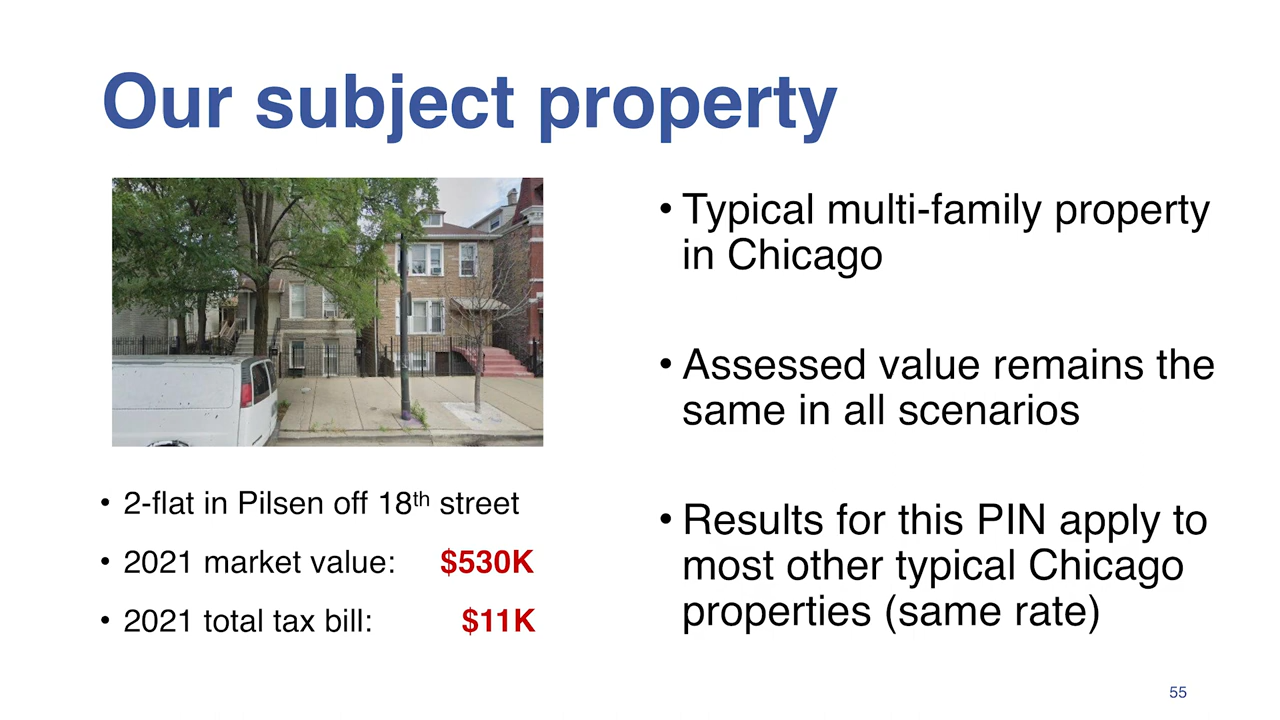 Our subject property
• 2-flat in Pilsen off 18th street
• 2021 market value: $530K
• 2021 total tax bill: $11K
• Typical multi-family property
in Chicago
• Assessed value remains the
same in all scenarios
• Results for this PIN apply to
most other typical Chicago
properties (same rate)
55